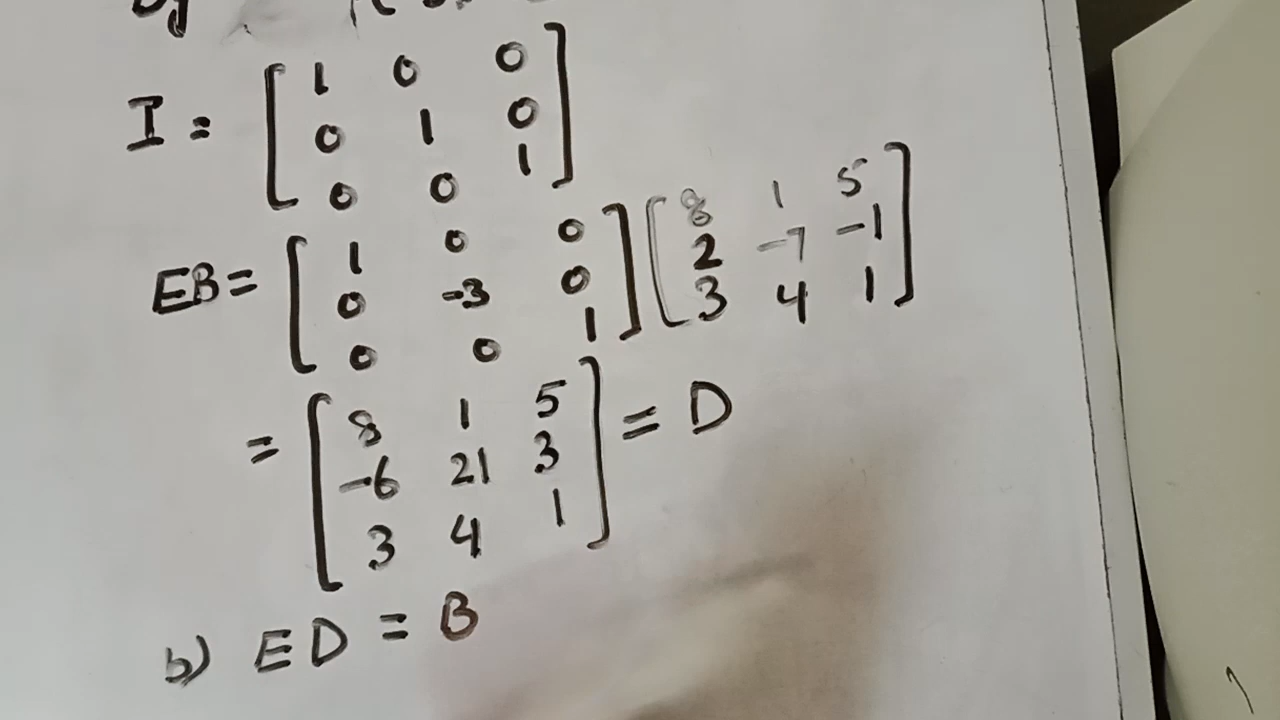 I = [ 1 0 0
0 1 0
0 0 1 ]
EB = [ 1 0 0
0 -3 0
0 0 1 ] [ 8 1 5
2 -7 -1
3 4 1 ]
= [ 8 1 5
-6 21 3
3 4 1 ] = D
b) ED = B